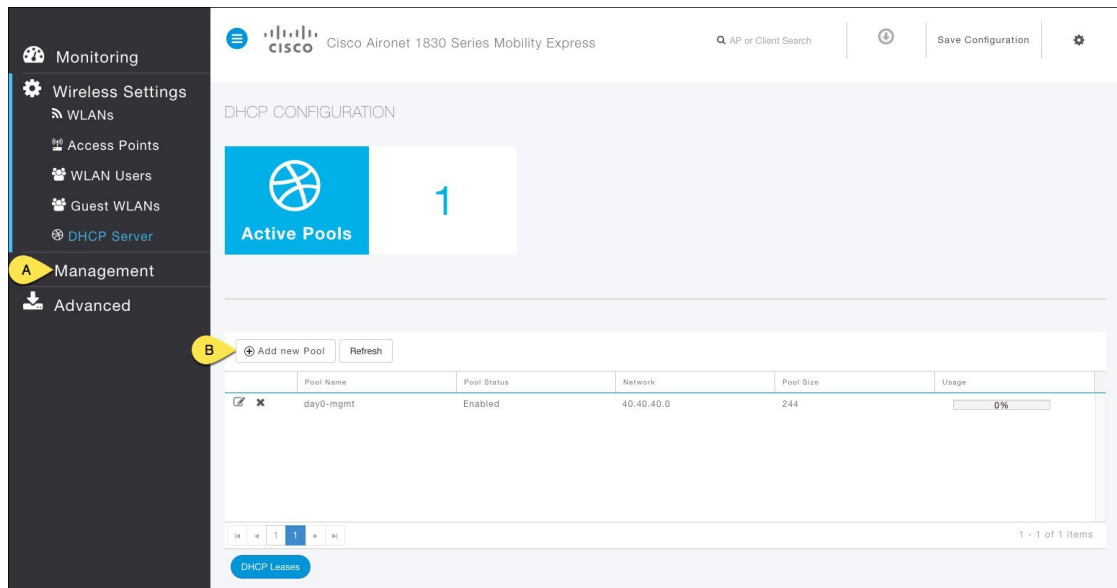 Monitoring
Wireless Settings
WLANs
Access Points
WLAN Users
Guest WLANs
DHCP Server
A Management
Advanced
CISCO Cisco Aironet 1830 Series Mobility Express
AP or Client Search
Save Configuration
DHCP CONFIGURATION
Active Pools
1
B Add new Pool Refresh
Pool Name Pool Status Network Pool Size Usage
day0-mgmt Enabled 40.40.40.0 244 0%
1 1 1 - 1 of 1 items
DHCP Leases